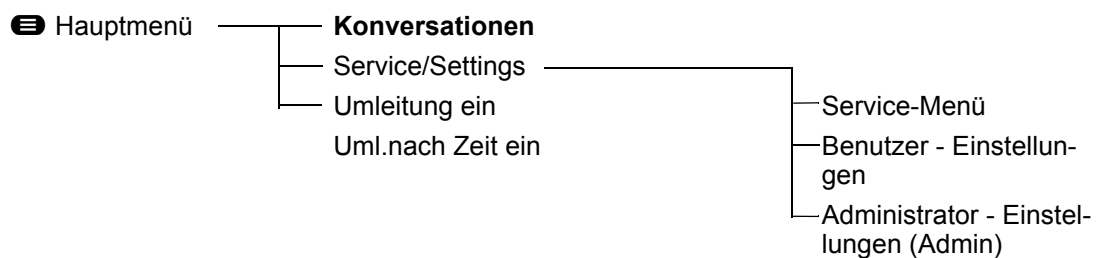 Hauptmenü
Konversationen
Service/Settings
Umleitung ein
Uml.nach Zeit ein
Service-Menü
Benutzer - Einstellun-
gen
Administrator - Einstel-
lungen (Admin)